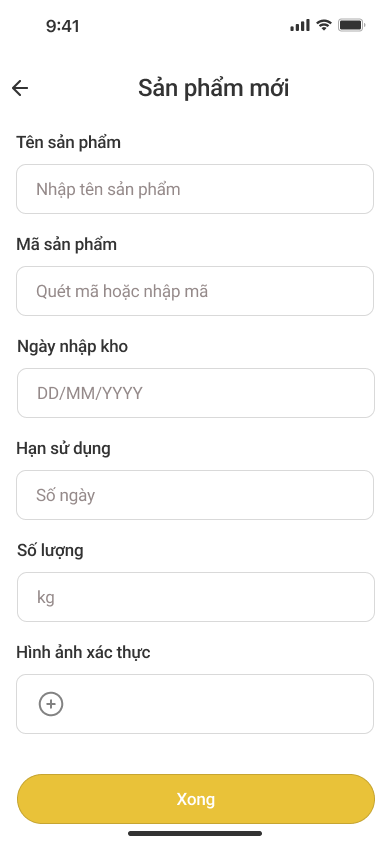 9:41
Sản phẩm mới
Tên sản phẩm
Nhập tên sản phẩm
Mã sản phẩm
Quét mã hoặc nhập mã
Ngày nhập kho
DD/MM/YYYY
Hạn sử dụng
Số ngày
Số lượng
kg
Hình ảnh xác thực
Xong